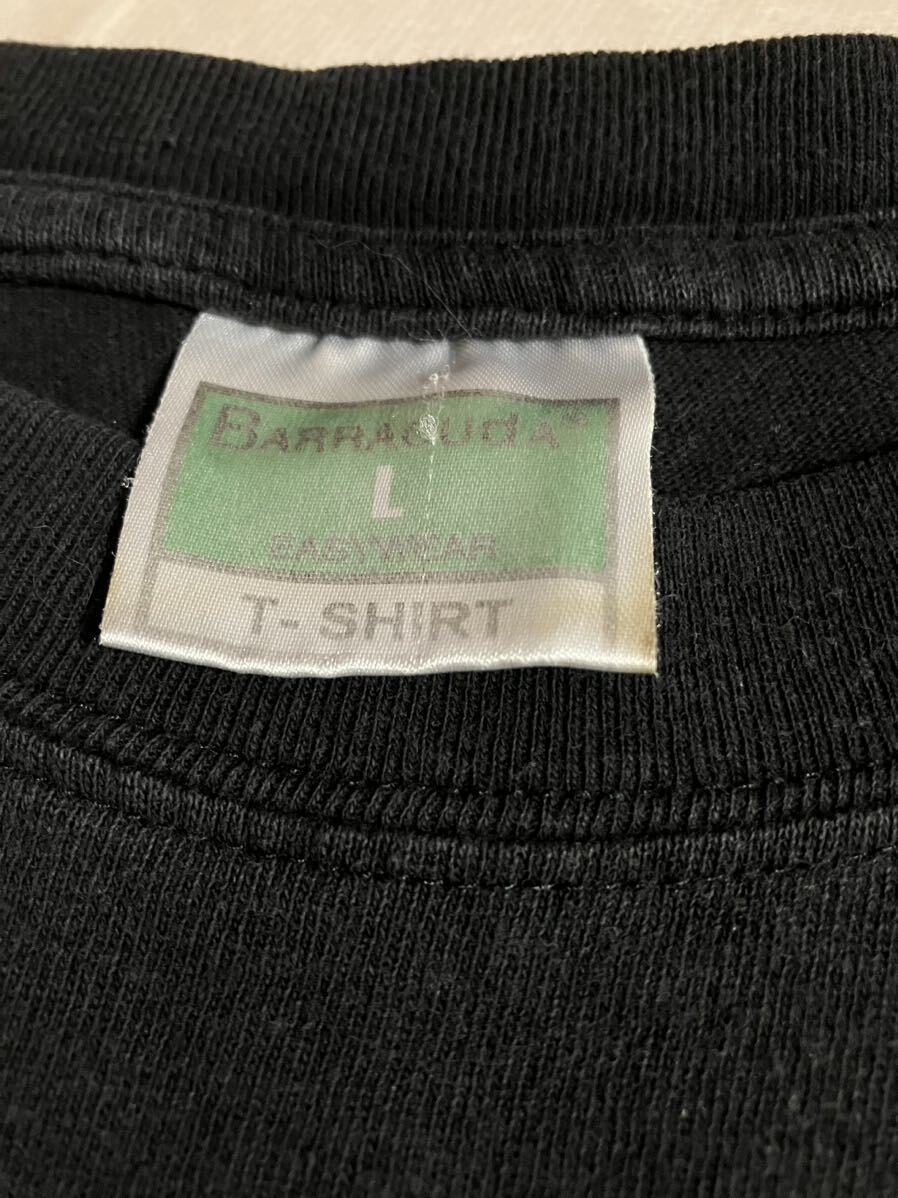 BARRACUdA
L
EASYWEAR
T- SHIRT